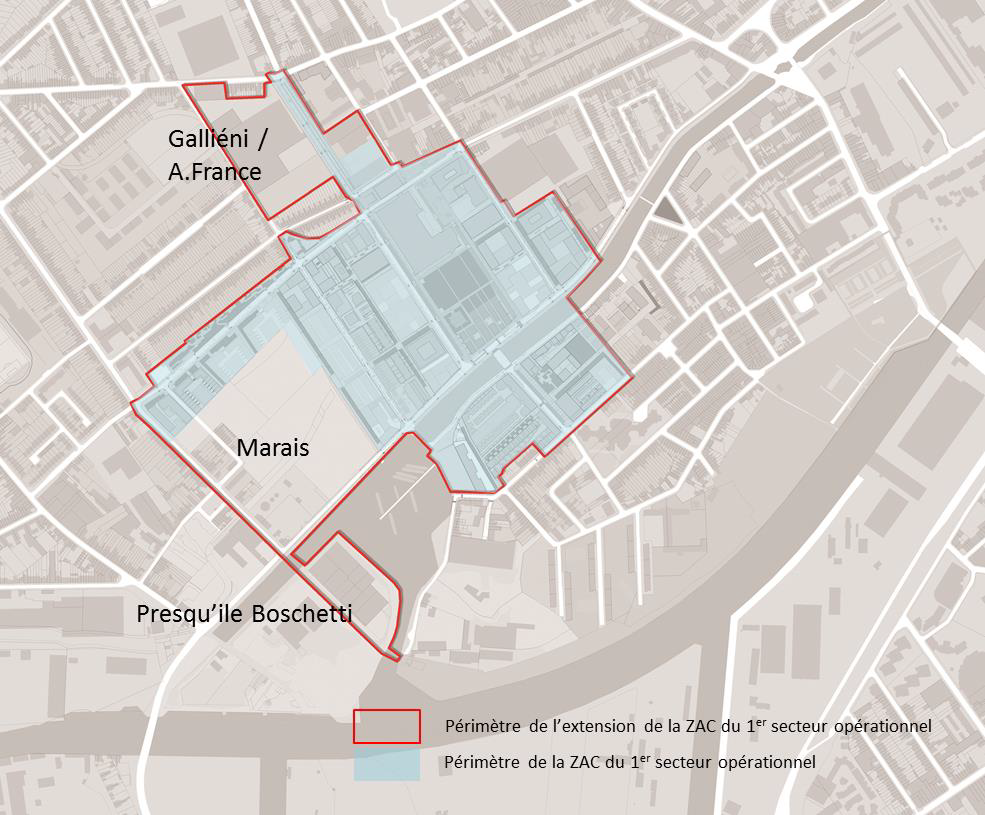 Galliéni /
A.France
Marais
Presqu’ile Boschetti
Périmètre de l’extension de la ZAC du 1er secteur opérationnel
Périmètre de la ZAC du 1er secteur opérationnel